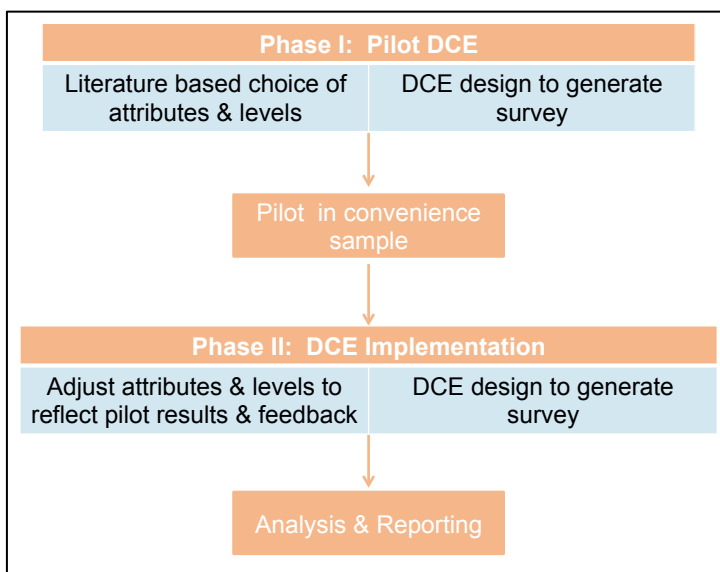 Phase I: Pilot DCE
Literature based choice of
attributes & levels
DCE design to generate
survey
Pilot in convenience
sample
Phase II: DCE Implementation
Adjust attributes & levels to
reflect pilot results & feedback
DCE design to generate
survey
Analysis & Reporting